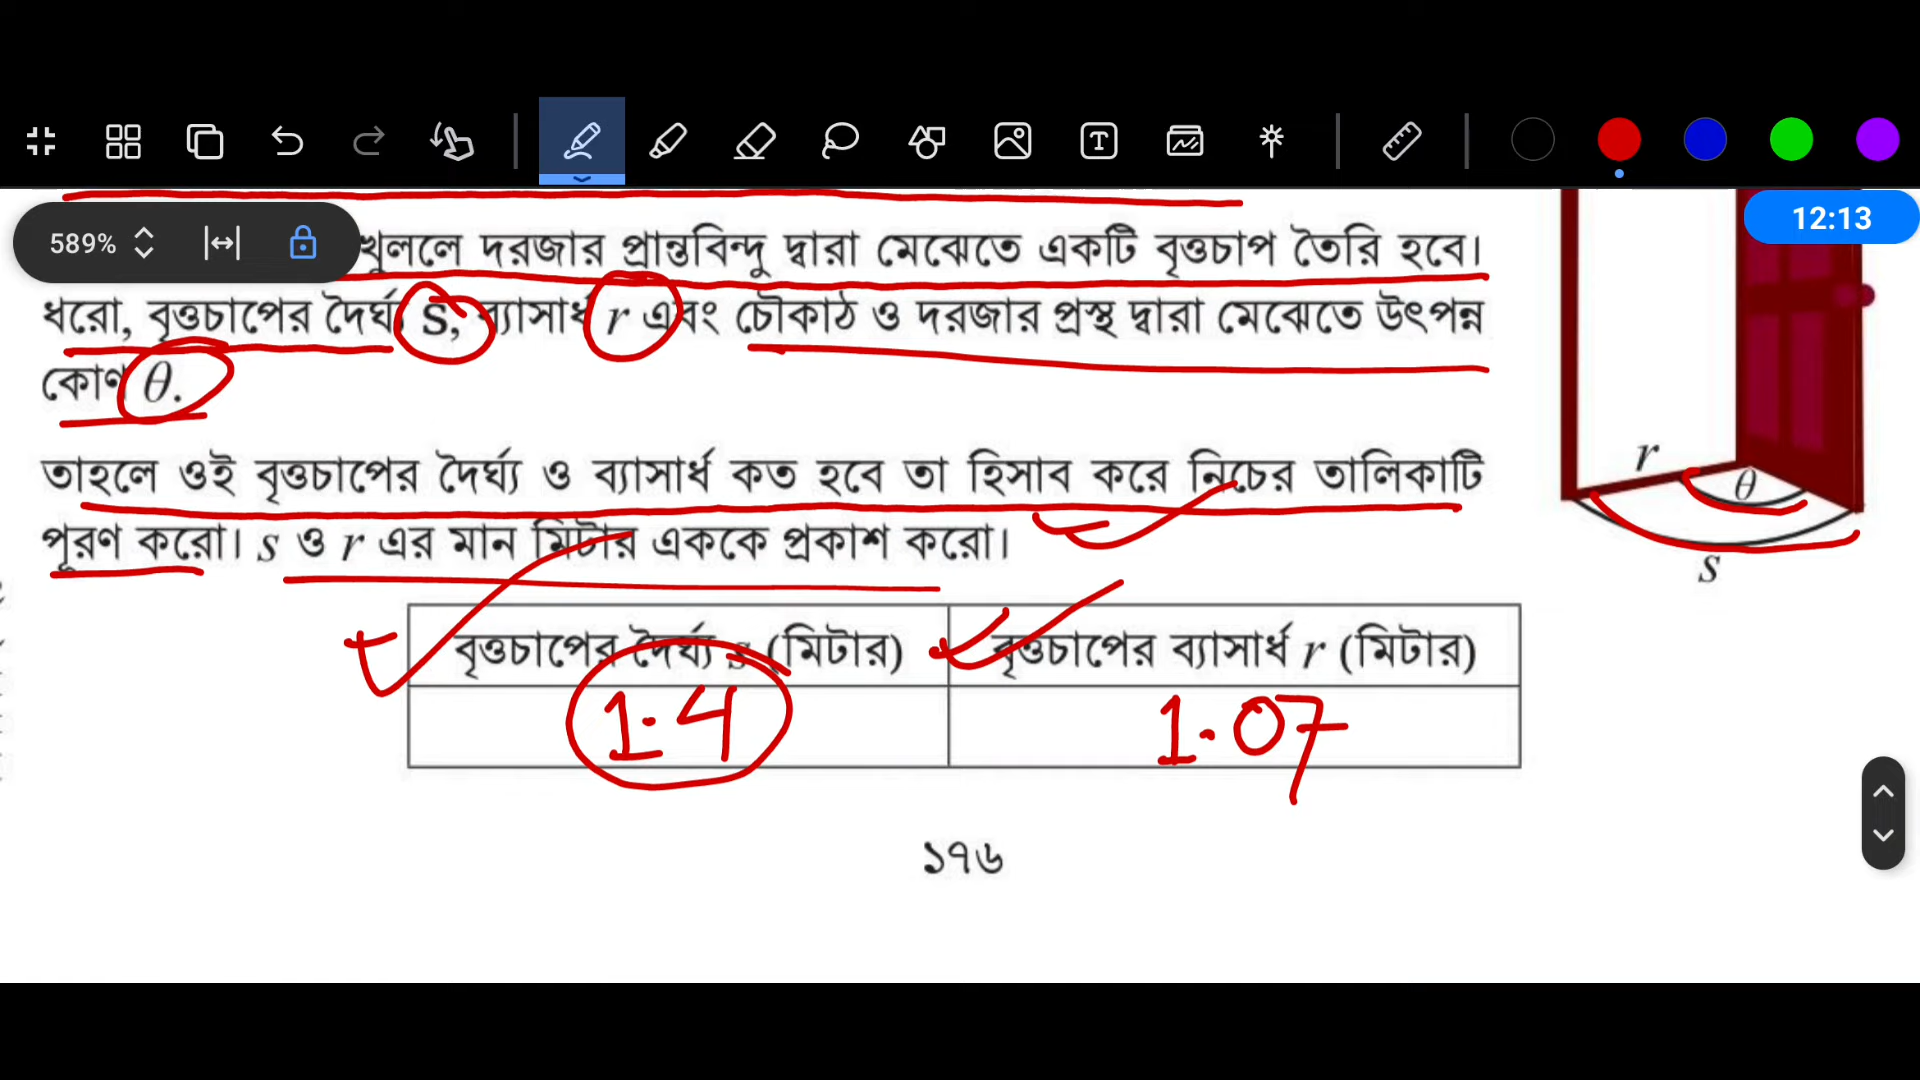 12:13
589%
খুললে দরজার প্রান্তবিন্দু দ্বারা মেঝেতে একটি বৃত্তচাপ তৈরি হবে।
ধরো, বৃত্তচাপের দৈর্ঘ্য s, ব্যাসার্ধ r এবং চৌকাঠ ও দরজার প্রস্থ দ্বারা মেঝেতে উৎপন্ন
কোণ θ.
তাহলে ওই বৃত্তচাপের দৈর্ঘ্য ও ব্যাসার্ধ কত হবে তা হিসাব করে নিচের তালিকাটি
পূরণ করো। s ও r এর মান মিটার এককে প্রকাশ করো।
r
θ
s
বৃত্তচাপের দৈর্ঘ্য s (মিটার)
বৃত্তচাপের ব্যাসার্ধ r (মিটার)
1.4
1.07
১৭৬